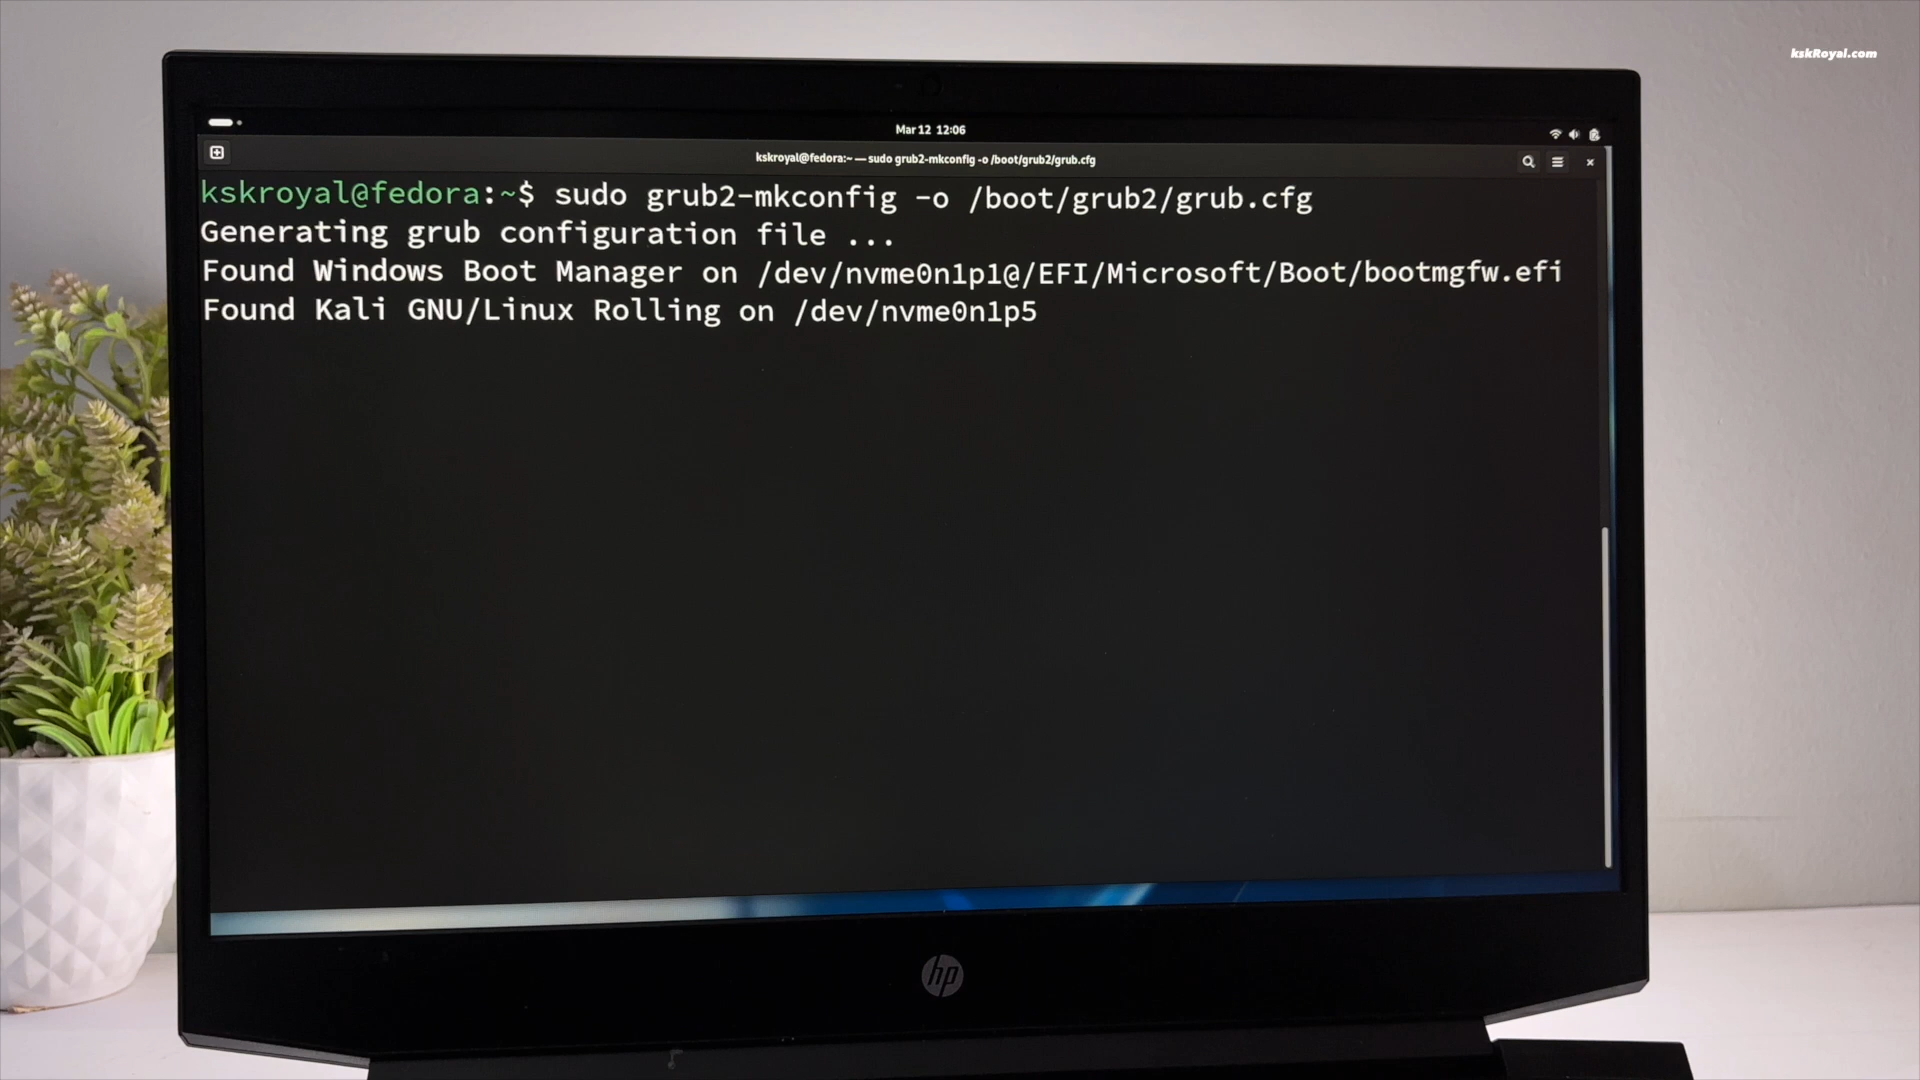 kskRoyal.com
Mar 12 12:06
kskroyal@fedora:~ — sudo grub2-mkconfig -o /boot/grub2/grub.cfg
kskroyal@fedora:~$ sudo grub2-mkconfig -o /boot/grub2/grub.cfg
Generating grub configuration file ...
Found Windows Boot Manager on /dev/nvme0n1p1@/EFI/Microsoft/Boot/bootmgfw.efi
Found Kali GNU/Linux Rolling on /dev/nvme0n1p5
hp